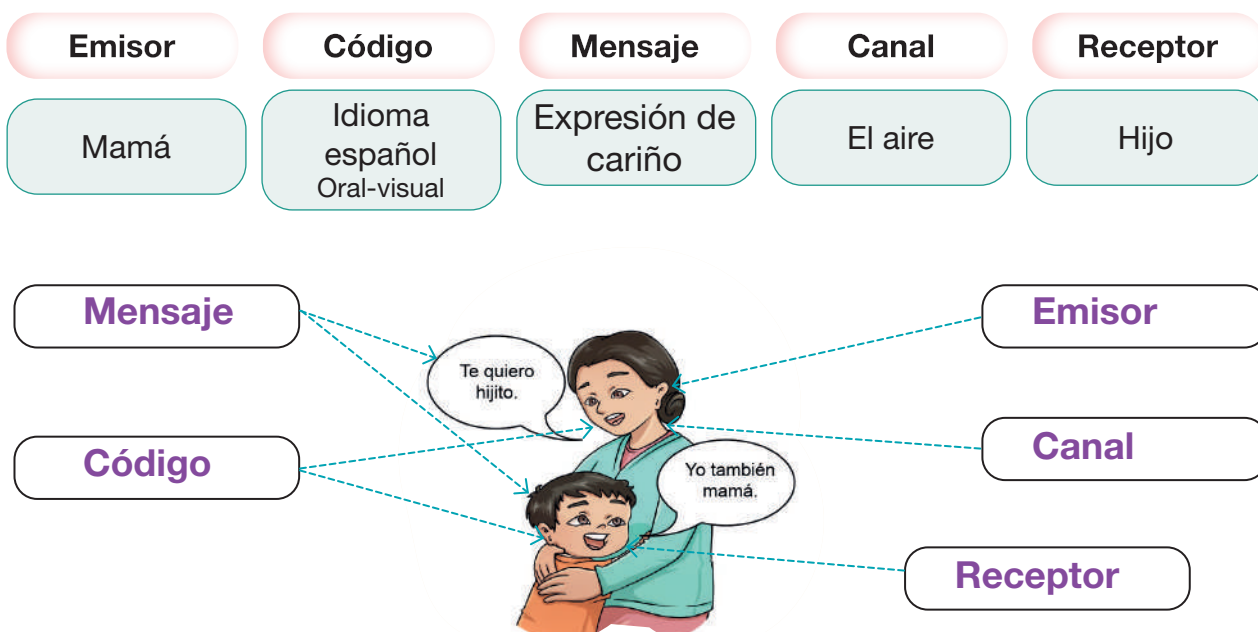 Emisor
Código
Mensaje
Canal
Receptor
Mamá
Idioma
español
Oral-visual
Expresión de
cariño
El aire
Hijo
Mensaje
Emisor
Te quiero
hijito.
Código
Canal
Yo también
mamá.
Receptor